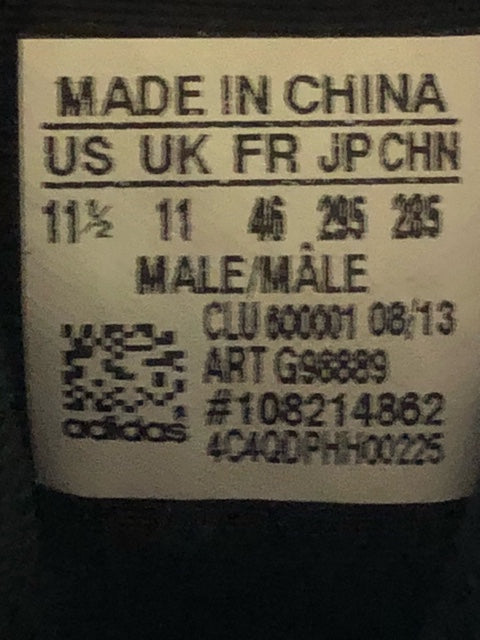 MADE IN CHINA
US UK FR JP CHN
11½ 11 46 295 285
MALE/MÂLE
CLU 600001 08/13
ART G98889
#108214862
4C4QDPHH00225
adidas